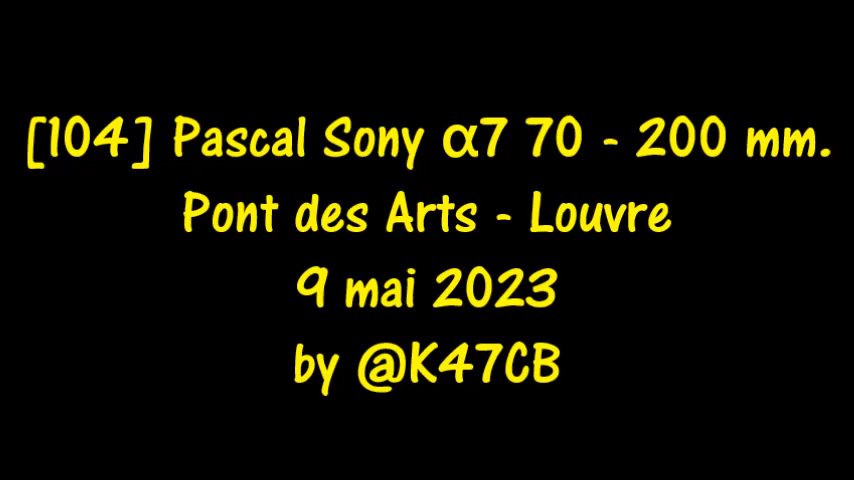 [104] Pascal Sony α7 70 - 200 mm.
Pont des Arts - Louvre
9 mai 2023
by @K47CB